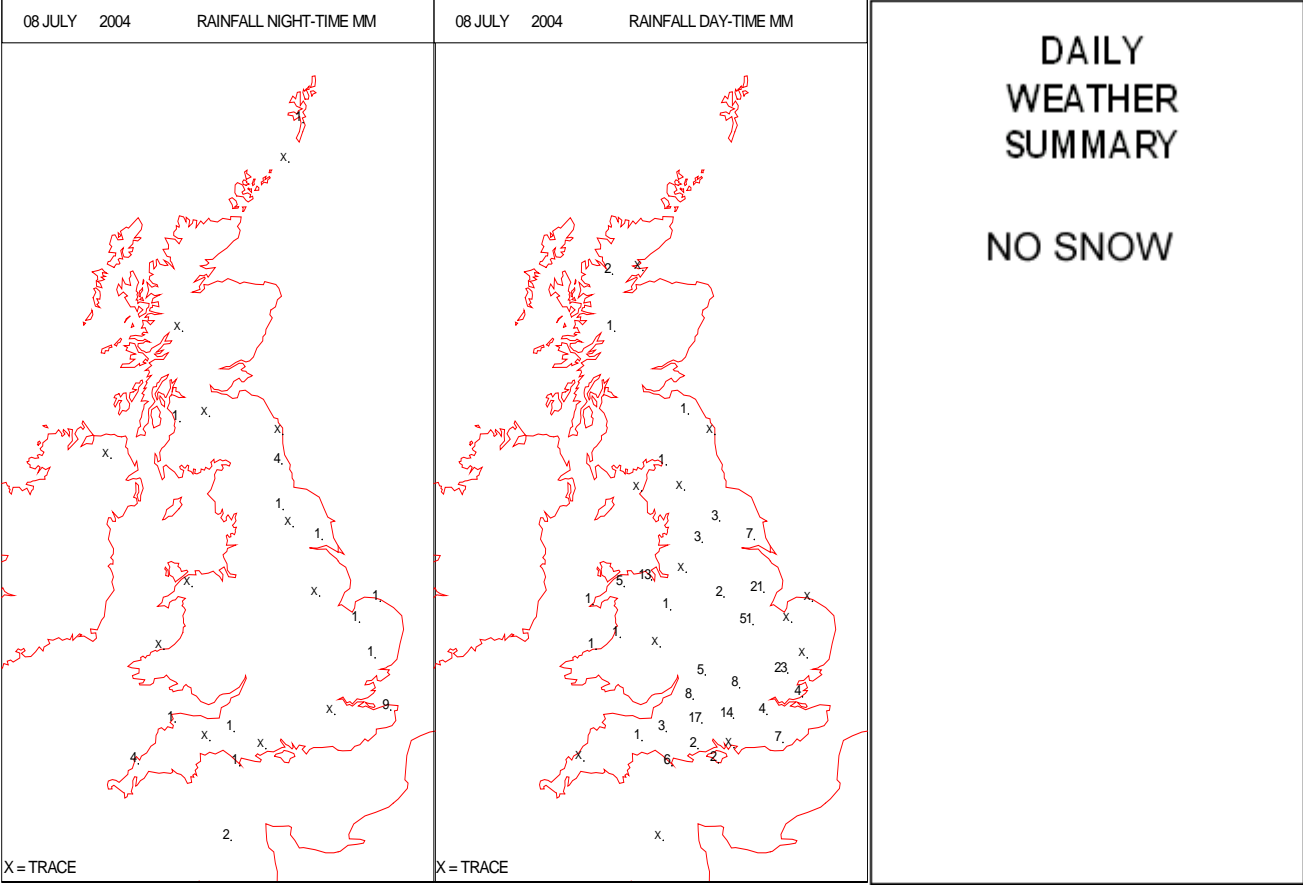 08 JULY 2004 RAINFALL NIGHT-TIME MM
1.
X.
X.
1.
X.
X.
X.
4.
1.
X.
1.
X.
X.
1.
1.
X.
1.
9.
X.
1.
1.
X.
X.
4.
1.
2.
X = TRACE
08 JULY 2004 RAINFALL DAY-TIME MM
2.
X.
1.
1.
X.
1.
X.
X.
3.
3.
7.
X.
13.
5.
21.
2.
1.
1.
X.
51.
X.
1.
1.
X.
X.
5.
23.
8.
8.
4.
17.
14.
4.
3.
1.
2.
X.
7.
X.
6.
2.
X.
X = TRACE
DAILY
WEATHER
SUMMARY
NO SNOW